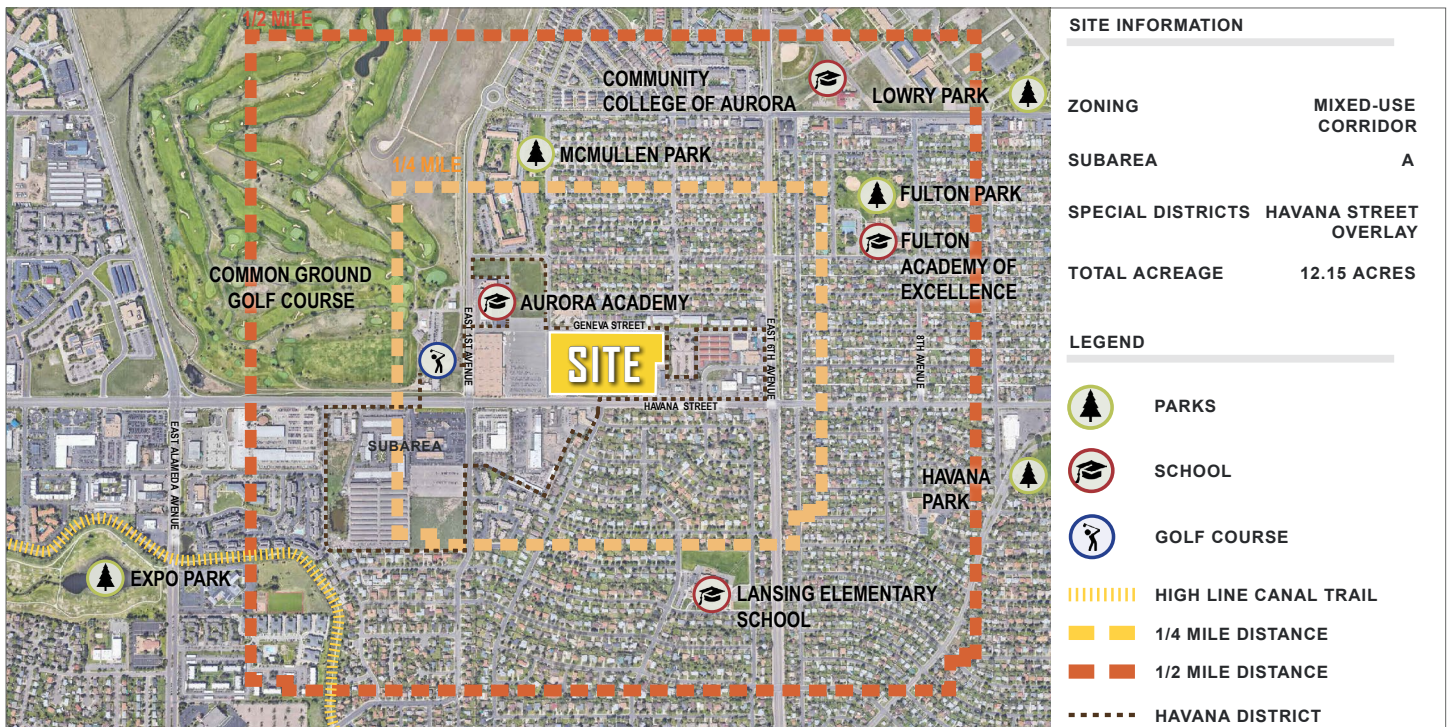 1/2 MILE
COMMUNITY
COLLEGE OF AURORA
LOWRY PARK
MCMULLEN PARK
1/4 MILE
FULTON PARK
FULTON
ACADEMY OF
EXCELLENCE
COMMON GROUND
GOLF COURSE
AURORA ACADEMY
EAST 1ST AVENUE
GENEVA STREET
SITE
EAST 6TH AVENUE
8TH AVENUE
HAVANA STREET
SUBAREA
EAST ALAMEDA AVENUE
HAVANA
PARK
EXPO PARK
LANSING ELEMENTARY
SCHOOL
SITE INFORMATION
ZONING MIXED-USE
CORRIDOR
SUBAREA A
SPECIAL DISTRICTS HAVANA STREET
OVERLAY
TOTAL ACREAGE 12.15 ACRES
LEGEND
PARKS
SCHOOL
GOLF COURSE
HIGH LINE CANAL TRAIL
1/4 MILE DISTANCE
1/2 MILE DISTANCE
HAVANA DISTRICT